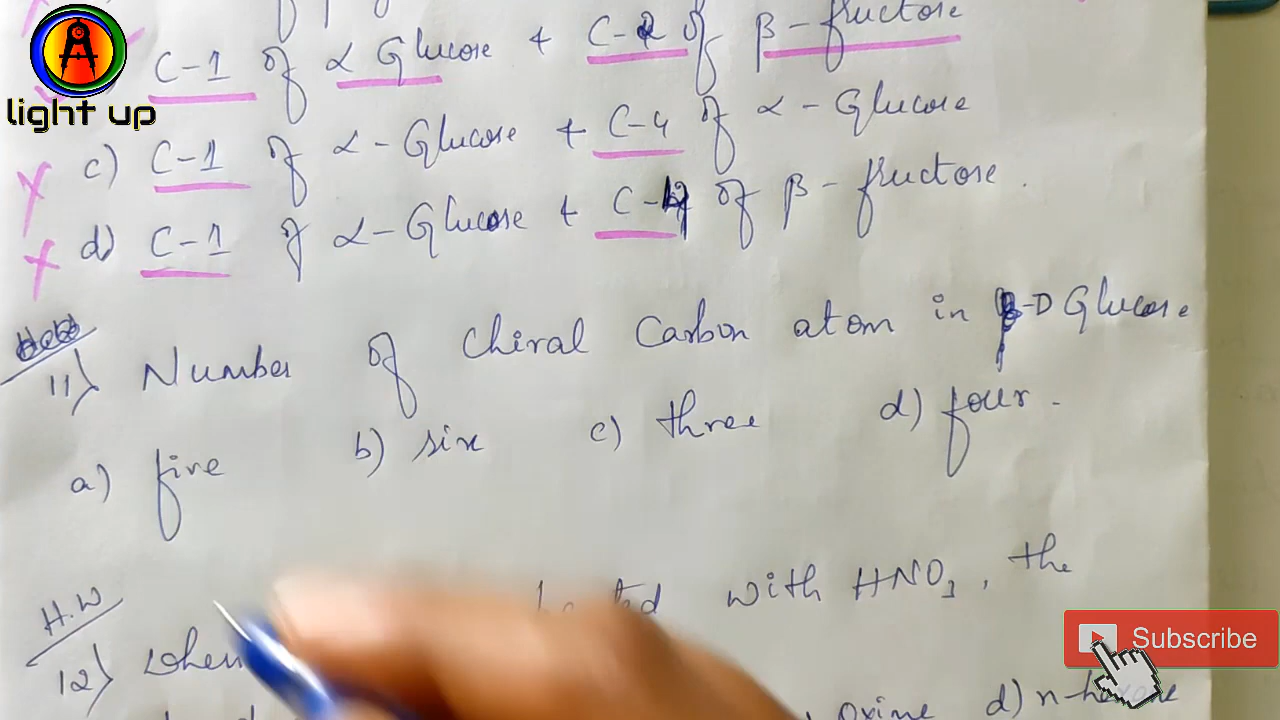 C-1 of α Glucose + C-2 of β-fructose
light up
c) C-1 of α-Glucose + C-4 of α-Glucose
d) C-1 of α-Glucose + of β-fructose.
11) Number of Chiral Carbon atom in β-D Glucose
a) five b) six c) three d) four.
H.W
12) When heated with HNO3, the
Subscribe
oxime d) n-hexane